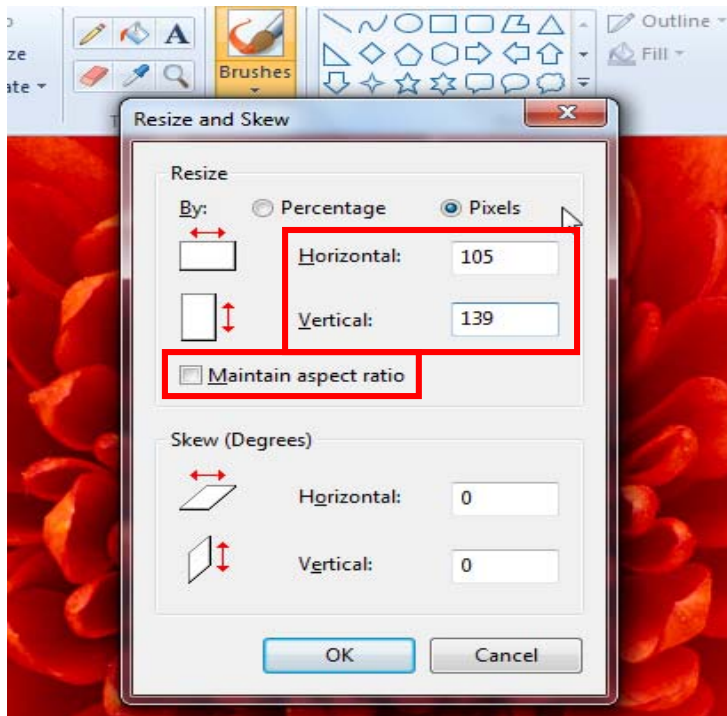 Outline
ze
Fill
Brushes
ate
A
Resize and Skew
Resize
By: Percentage Pixels
Horizontal: 105
Vertical: 139
Maintain aspect ratio
Skew (Degrees)
Horizontal: 0
Vertical: 0
OK Cancel